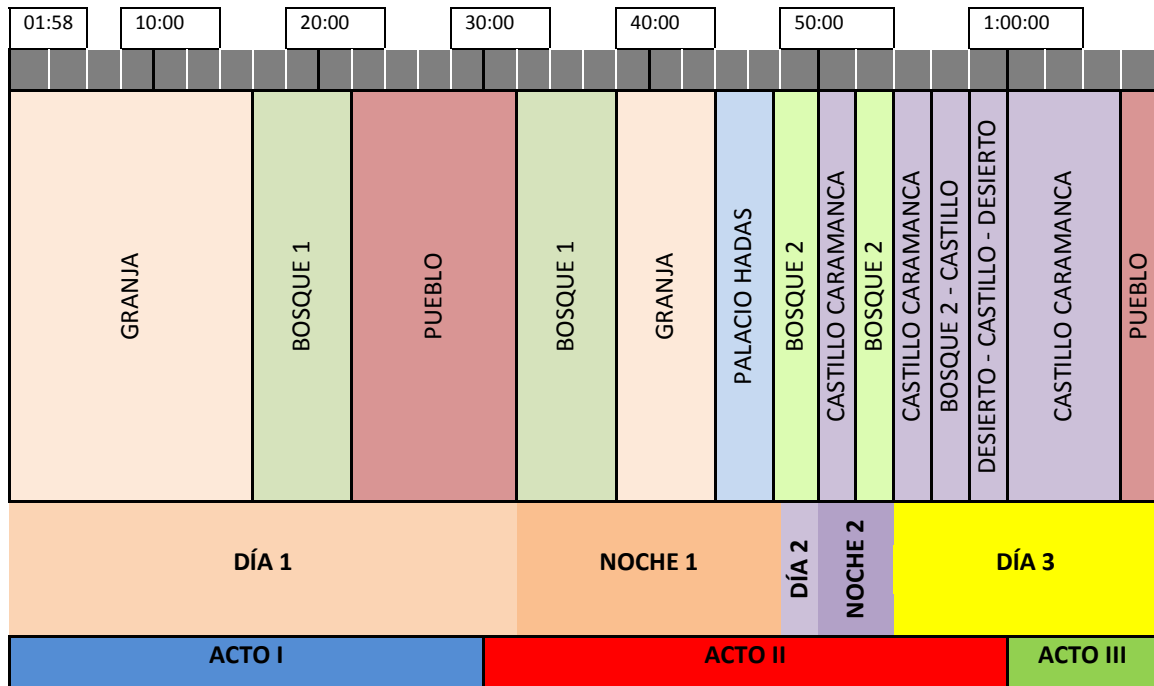 01:58
10:00
20:00
30:00
40:00
50:00
1:00:00
GRANJA
BOSQUE 1
PUEBLO
BOSQUE 1
GRANJA
PALACIO HADAS
BOSQUE 2
CASTILLO CARAMANCA
BOSQUE 2
CASTILLO CARAMANCA
BOSQUE 2 - CASTILLO
DESIERTO - CASTILLO - DESIERTO
CASTILLO CARAMANCA
PUEBLO
DÍA 1
NOCHE 1
DÍA 2
NOCHE 2
DÍA 3
ACTO I
ACTO II
ACTO III